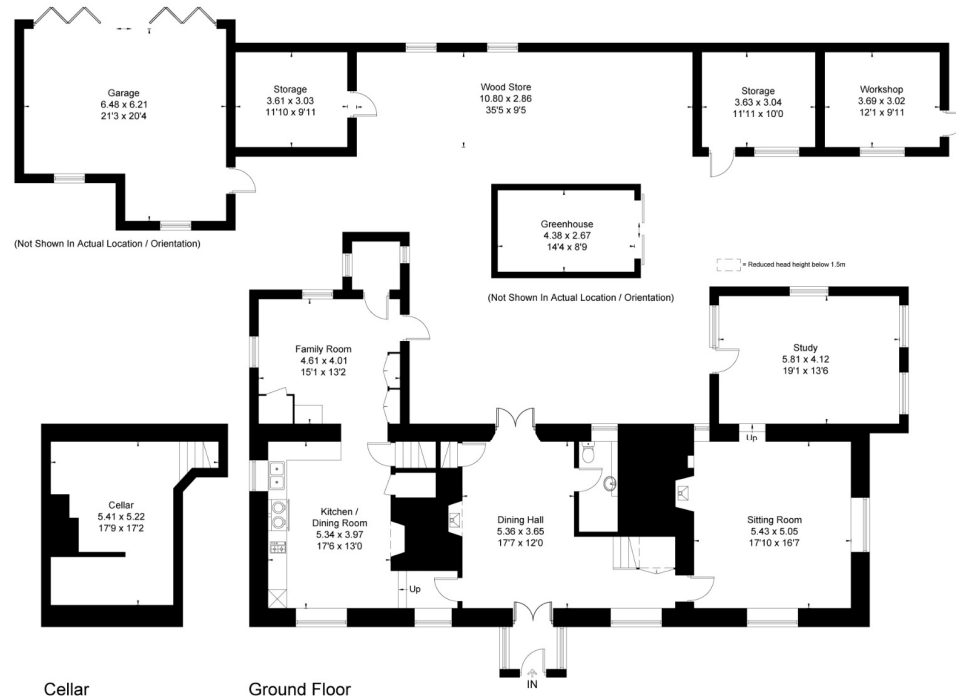 Garage
6.48 x 6.21
21'3 x 20'4
Storage
3.61 x 3.03
11'10 x 9'11
Wood Store
10.80 x 2.86
35'5 x 9'5
Storage
3.63 x 3.04
11'11 x 10'0
Workshop
3.69 x 3.02
12'1 x 9'11
(Not Shown In Actual Location / Orientation)
Greenhouse
4.38 x 2.67
14'4 x 8'9
(Not Shown In Actual Location / Orientation)
= Reduced head height below 1.5m
Family Room
4.61 x 4.01
15'1 x 13'2
Study
5.81 x 4.12
19'1 x 13'6
Up
Cellar
5.41 x 5.22
17'9 x 17'2
Kitchen /
Dining Room
5.34 x 3.97
17'6 x 13'0
Up
Dining Hall
5.36 x 3.65
17'7 x 12'0
Sitting Room
5.43 x 5.05
17'10 x 16'7
IN
Cellar
Ground Floor